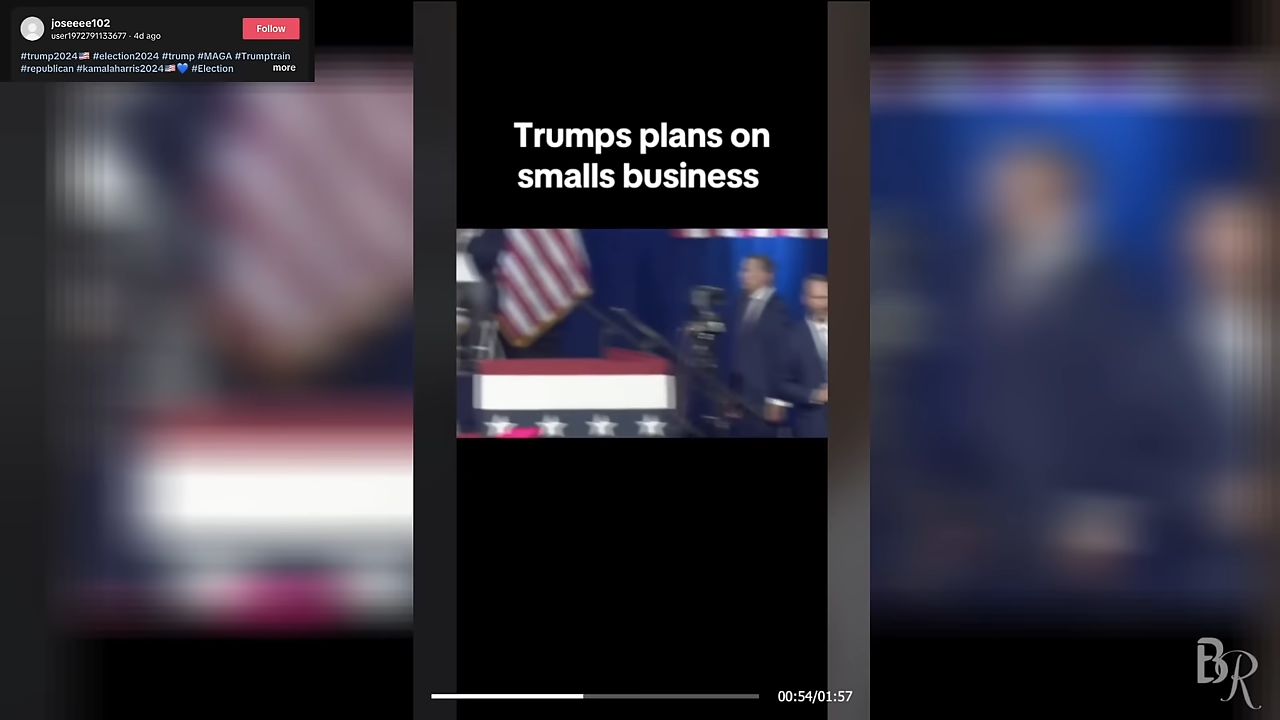 joseeee102
user1972791133677 · 4d ago
Follow
#trump2024🇺🇸 #election2024 #trump #MAGA #Trumptrain
#republican #kamalaharris2024🇺🇸💙 #Election
more
Trumps plans on
smalls business
00:54/01:57
BR